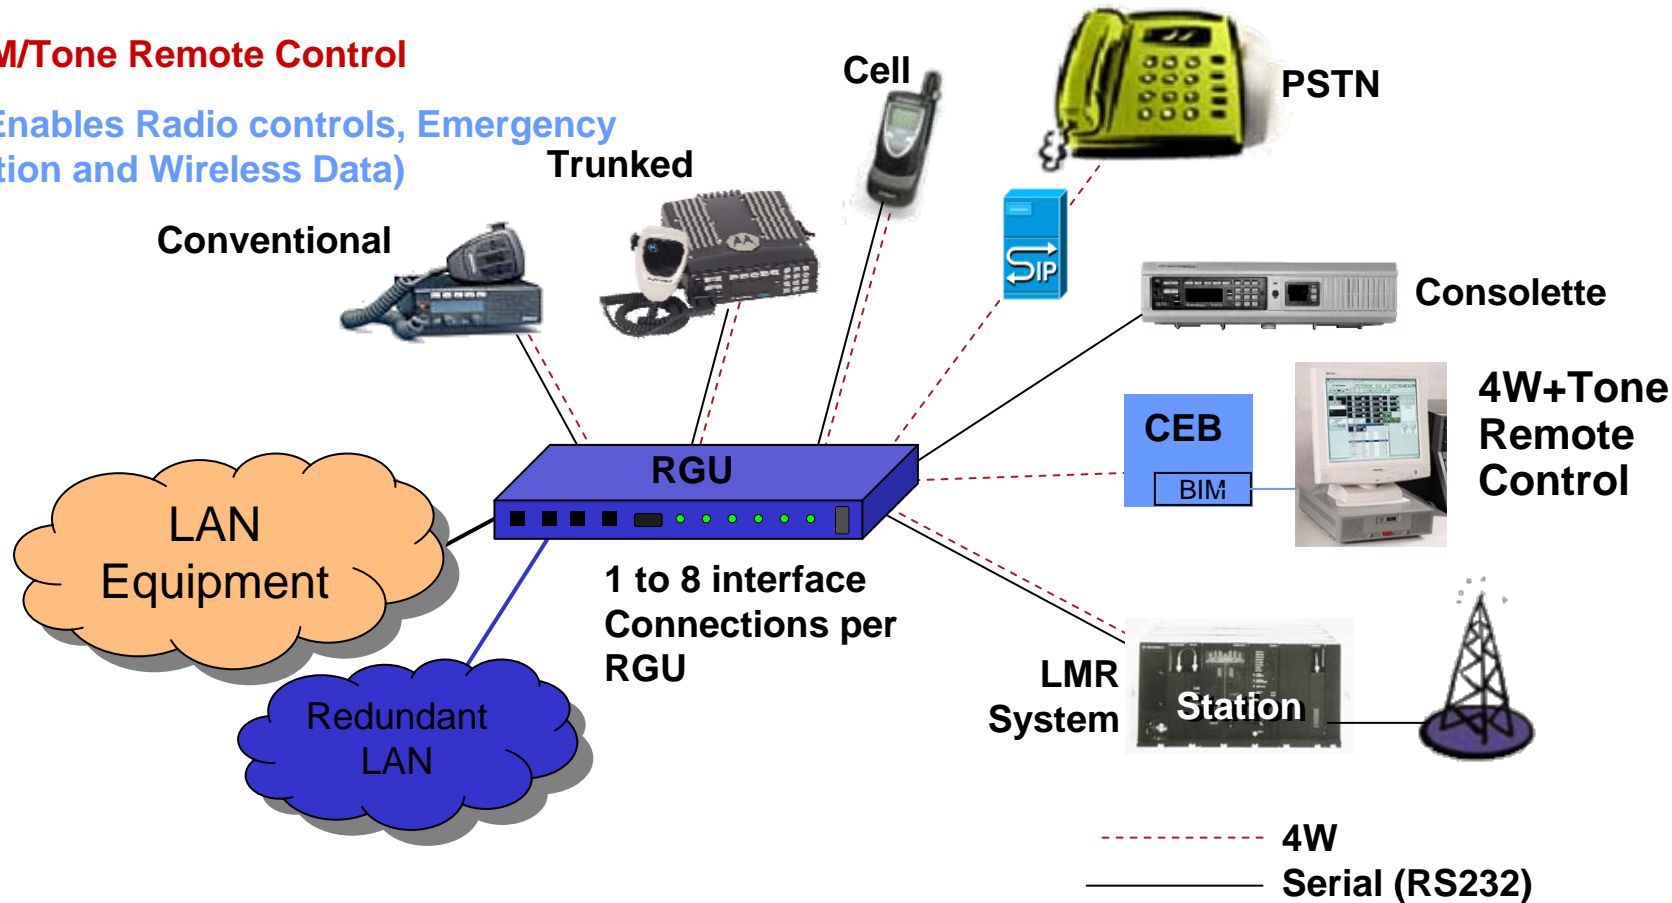 M/Tone Remote Control
Enables Radio controls, Emergency
tion and Wireless Data)
Cell
PSTN
Trunked
Conventional
SIP
Consolette
4W+Tone
Remote
Control
CEB
BIM
RGU
LAN
Equipment
1 to 8 interface
Connections per
RGU
Redundant
LAN
LMR
System
Station
4W
Serial (RS232)